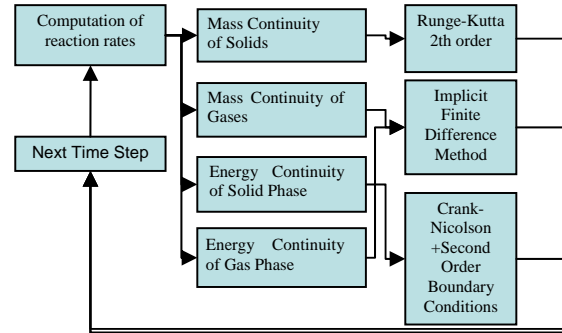 Computation of
reaction rates
Next Time Step
Mass Continuity
of Solids
Mass Continuity of
Gases
Energy Continuity
of Solid Phase
Energy Continuity
of Gas Phase
Runge-Kutta
2th order
Implicit
Finite
Difference
Method
Crank-
Nicolson
+Second
Order
Boundary
Conditions